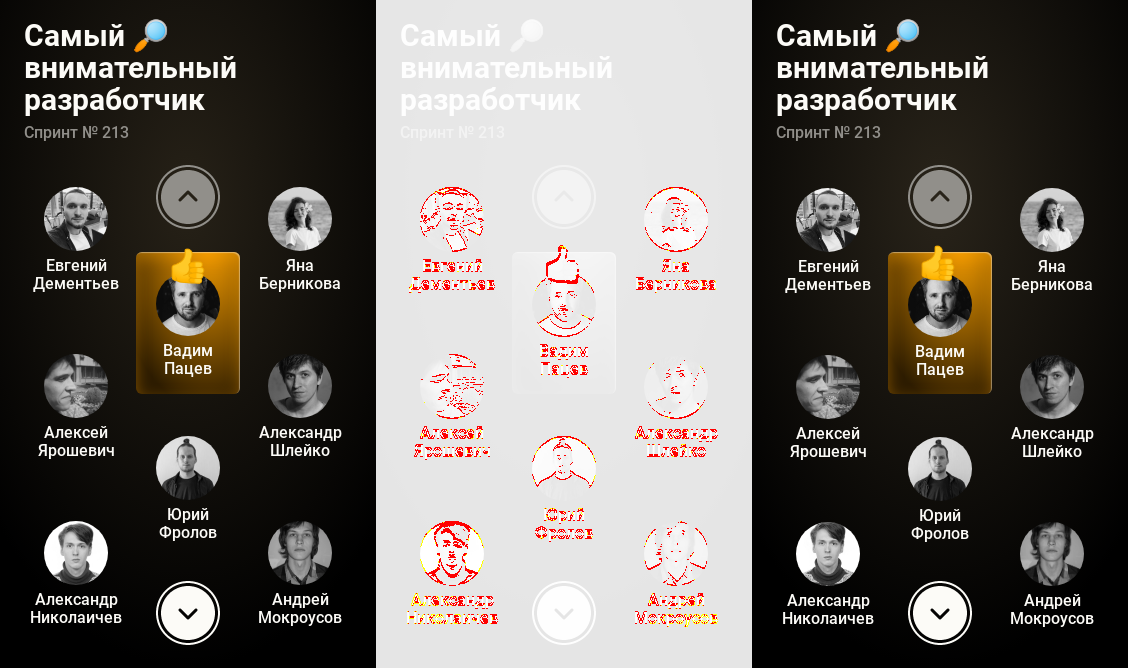 Самый 🔎
внимательный
разработчик
Спринт № 213
Евгений
Дементьев
Яна
Берникова
Вадим
Пацев
Алексей
Ярошевич
Александр
Шлейко
Юрий
Фролов
Александр
Николаичев
Андрей
Мокроусов
Самый 🔎
внимательный
разработчик
Спринт № 213
Евгений
Дементьев
Яна
Берникова
Вадим
Пацев
Алексей
Ярошевич
Александр
Шлейко
Юрий
Фролов
Александр
Николаичев
Андрей
Мокроусов
Самый 🔎
внимательный
разработчик
Спринт № 213
Евгений
Дементьев
Яна
Берникова
Вадим
Пацев
Алексей
Ярошевич
Александр
Шлейко
Юрий
Фролов
Александр
Николаичев
Андрей
Мокроусов